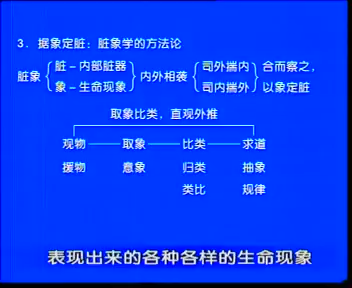 3. 据象定脏：脏象学的方法论
脏－内部脏器 司外揣内 合而察之，
脏象 内外相袭
象－生命现象 司内揣外 以象定脏
取象比类，直观外推
观物——取象——比类——求道
援物 意象 归类 抽象
类比 规律
表现出来的各种各样的生命现象